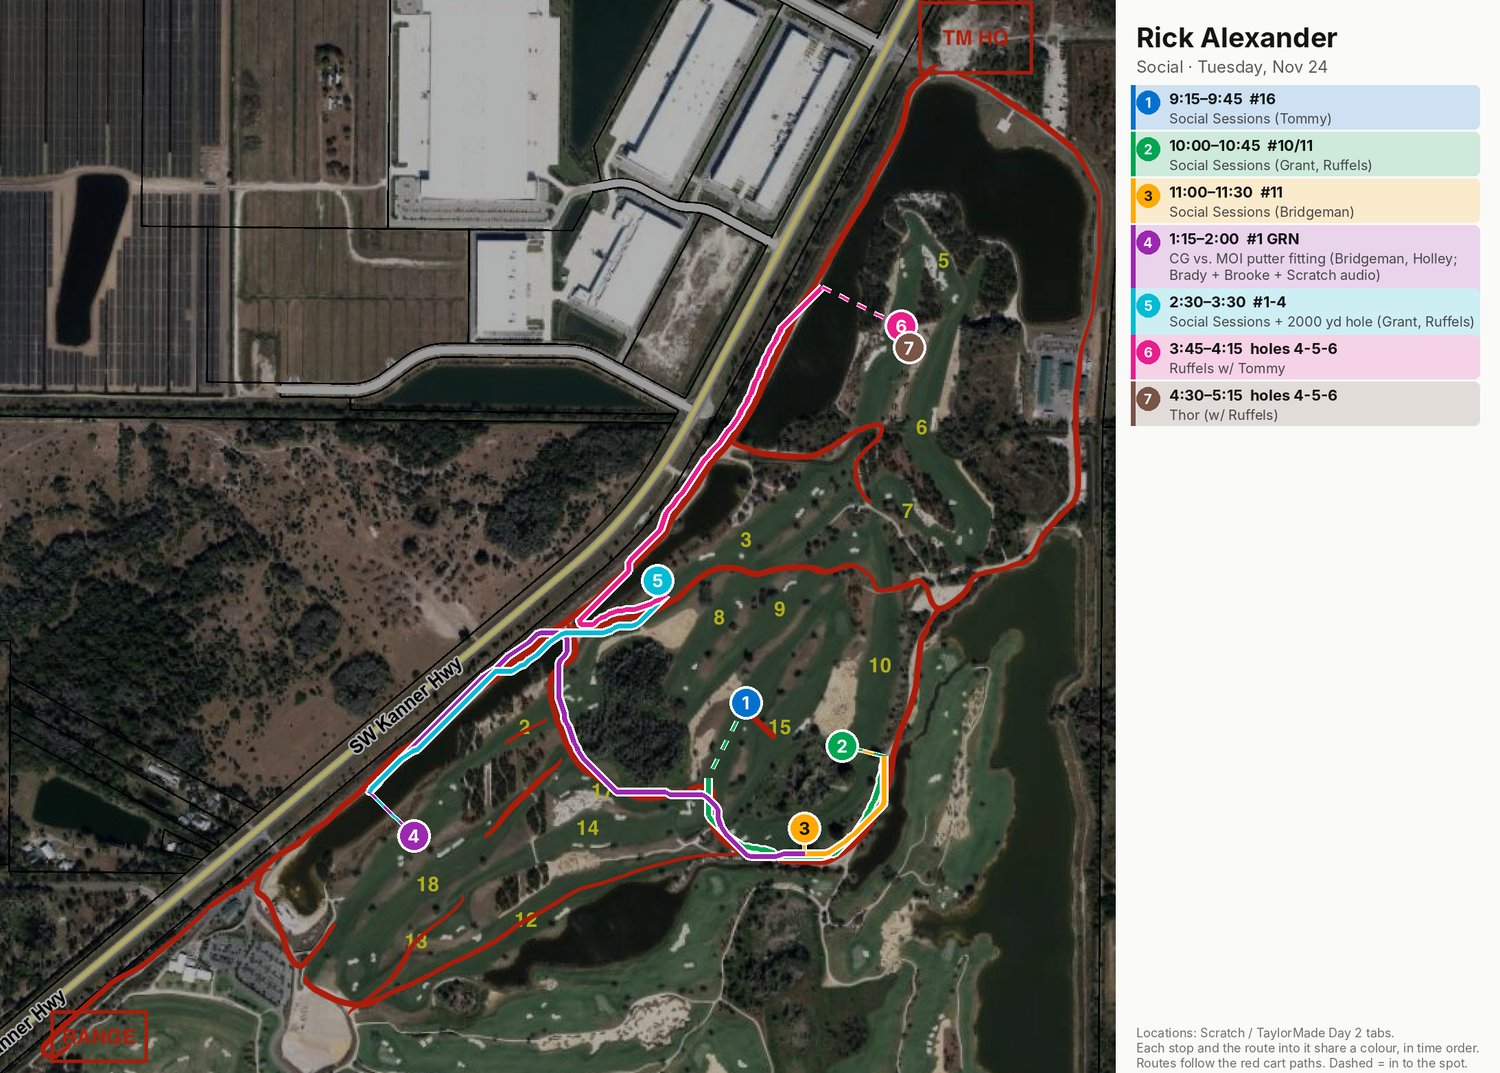 Rick Alexander
Social · Tuesday, Nov 24
1
9:15–9:45 #16
Social Sessions (Tommy)
2
10:00–10:45 #10/11
Social Sessions (Grant, Ruffels)
3
11:00–11:30 #11
Social Sessions (Bridgeman)
4
1:15–2:00 #1 GRN
CG vs. MOI putter fitting (Bridgeman, Holley;
Brady + Brooke + Scratch audio)
5
2:30–3:30 #1-4
Social Sessions + 2000 yd hole (Grant, Ruffels)
6
3:45–4:15 holes 4-5-6
Ruffels w/ Tommy
7
4:30–5:15 holes 4-5-6
Thor (w/ Ruffels)
Locations: Scratch / TaylorMade Day 2 tabs.
Each stop and the route into it share a colour, in time order.
Routes follow the red cart paths. Dashed = in to the spot.
TM HQ
5
6
7
6
7
3
5
8
9
10
1
15
2
2
3
14
4
18
12
13
SW Kanner Hwy
nner Hwy
RANGE